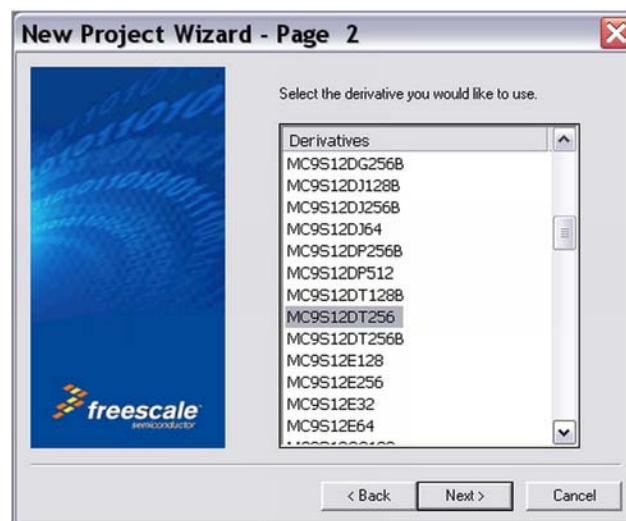 New Project Wizard - Page 2
Select the derivative you would like to use.
Derivatives
MC9S12DG256B
MC9S12DJ128B
MC9S12DJ256B
MC9S12DJ64
MC9S12DP256B
MC9S12DP512
MC9S12DT128B
MC9S12DT256
MC9S12DT256B
MC9S12E128
MC9S12E256
MC9S12E32
MC9S12E64
freescale
semiconductor
< Back
Next >
Cancel